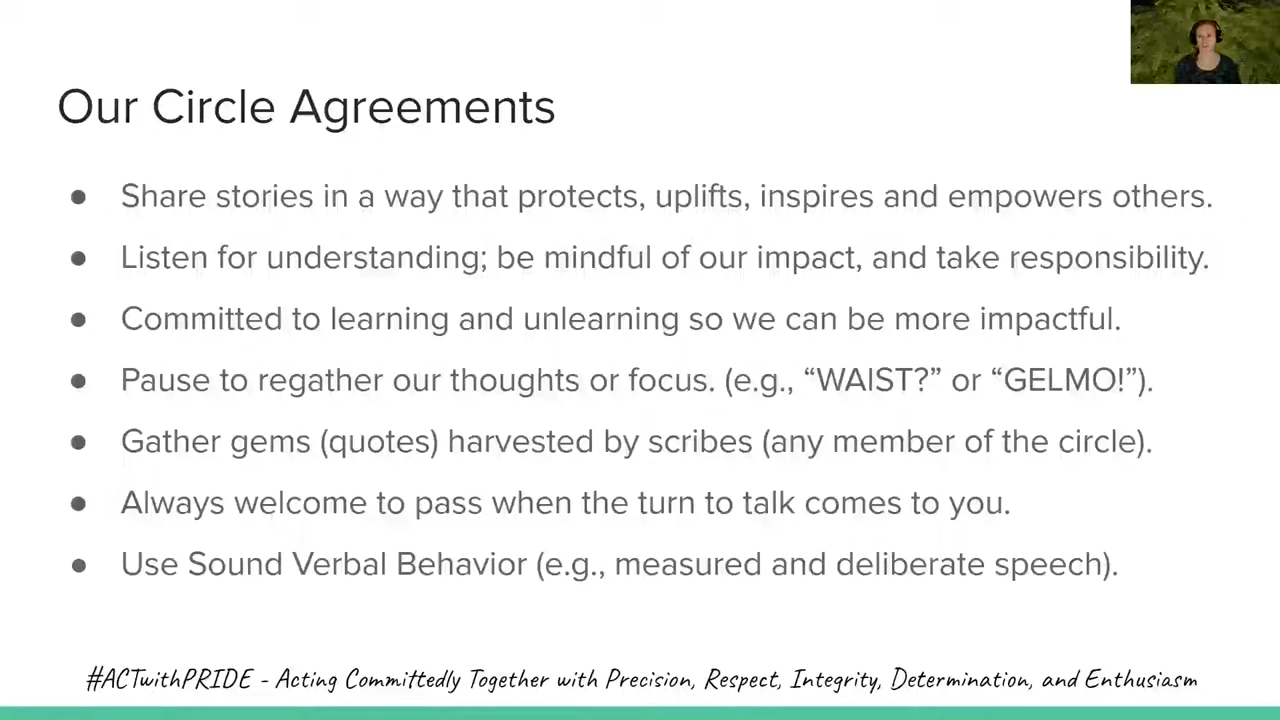 Our Circle Agreements
● Share stories in a way that protects, uplifts, inspires and empowers others.
● Listen for understanding; be mindful of our impact, and take responsibility.
● Committed to learning and unlearning so we can be more impactful.
● Pause to regather our thoughts or focus. (e.g., “WAIST?” or “GELMO!”).
● Gather gems (quotes) harvested by scribes (any member of the circle).
● Always welcome to pass when the turn to talk comes to you.
● Use Sound Verbal Behavior (e.g., measured and deliberate speech).
#ACTwithPRIDE - Acting Committedly Together with Precision, Respect, Integrity, Determination, and Enthusiasm